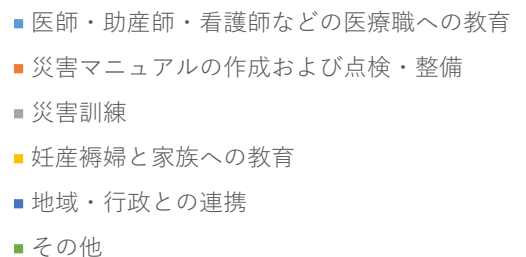 医師・助産師・看護師などの医療職への教育
災害マニュアルの作成および点検・整備
災害訓練
妊産褥婦と家族への教育
地域・行政との連携
その他